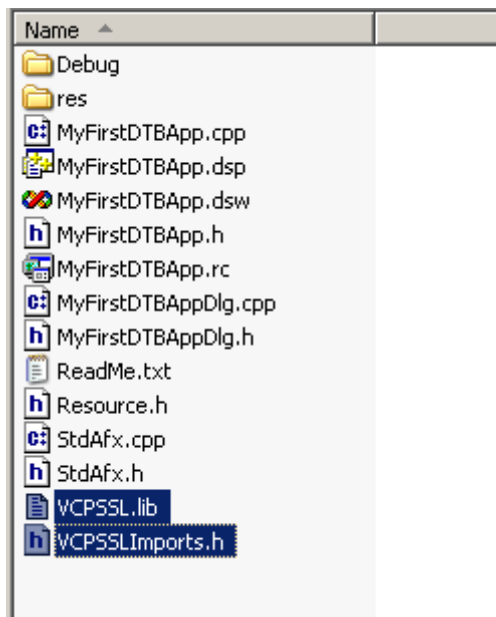 Name
Debug
res
MyFirstDTBApp.cpp
MyFirstDTBApp.dsp
MyFirstDTBApp.dsw
MyFirstDTBApp.h
MyFirstDTBApp.rc
MyFirstDTBAppDlg.cpp
MyFirstDTBAppDlg.h
ReadMe.txt
Resource.h
StdAfx.cpp
StdAfx.h
VCPSSL.lib
VCPSSLImports.h